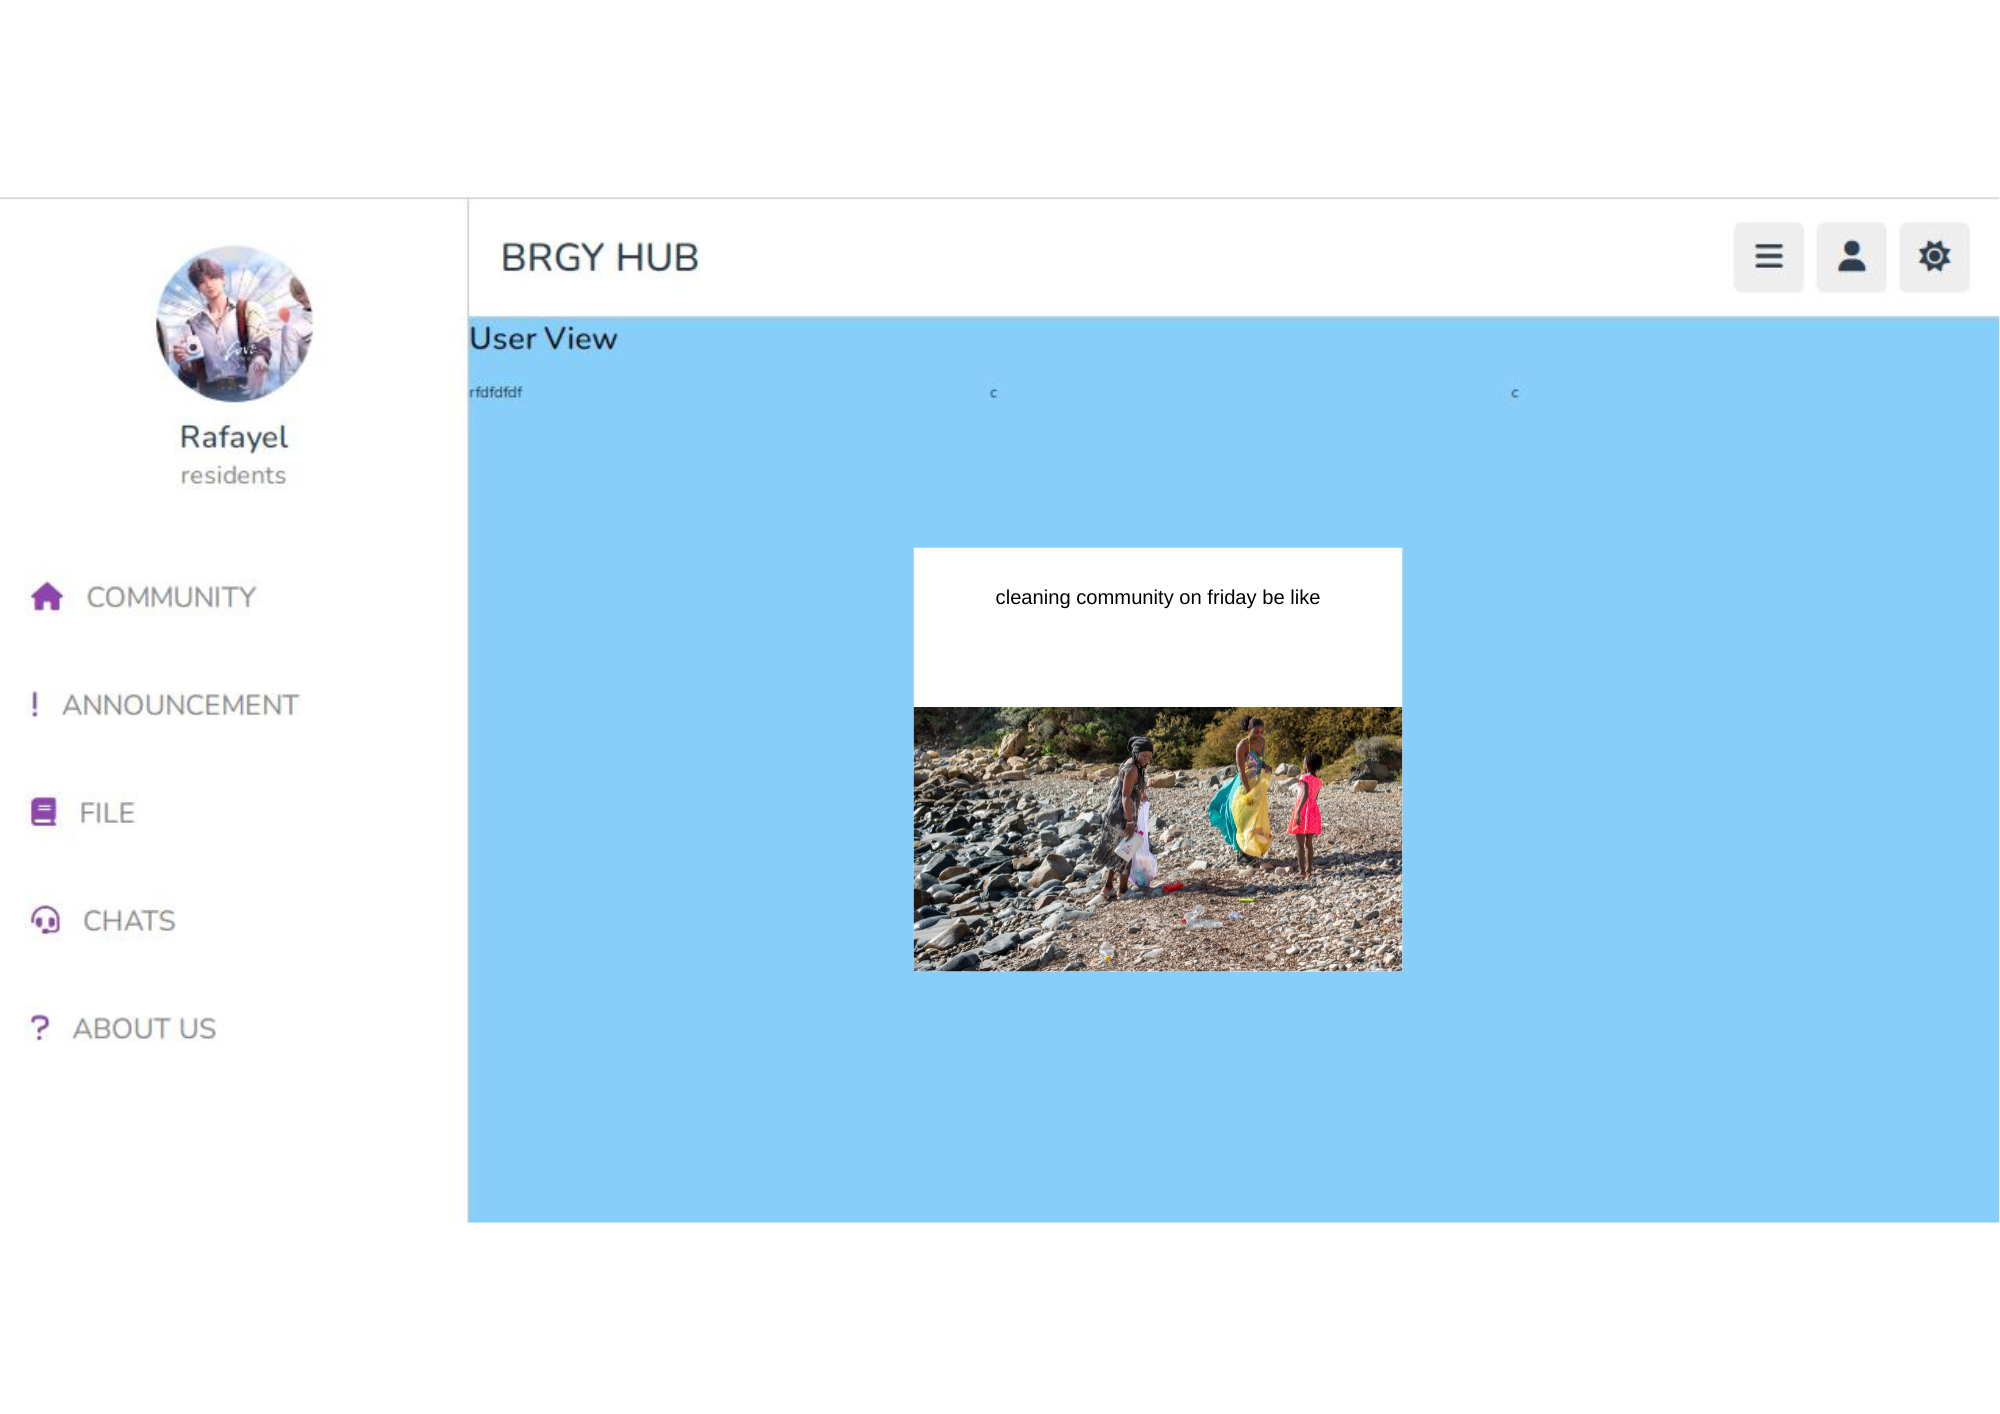 BRGY HUB
User View
rfdfdfdf c c
Rafayel
residents
COMMUNITY
! ANNOUNCEMENT
FILE
CHATS
? ABOUT US
cleaning community on friday be like